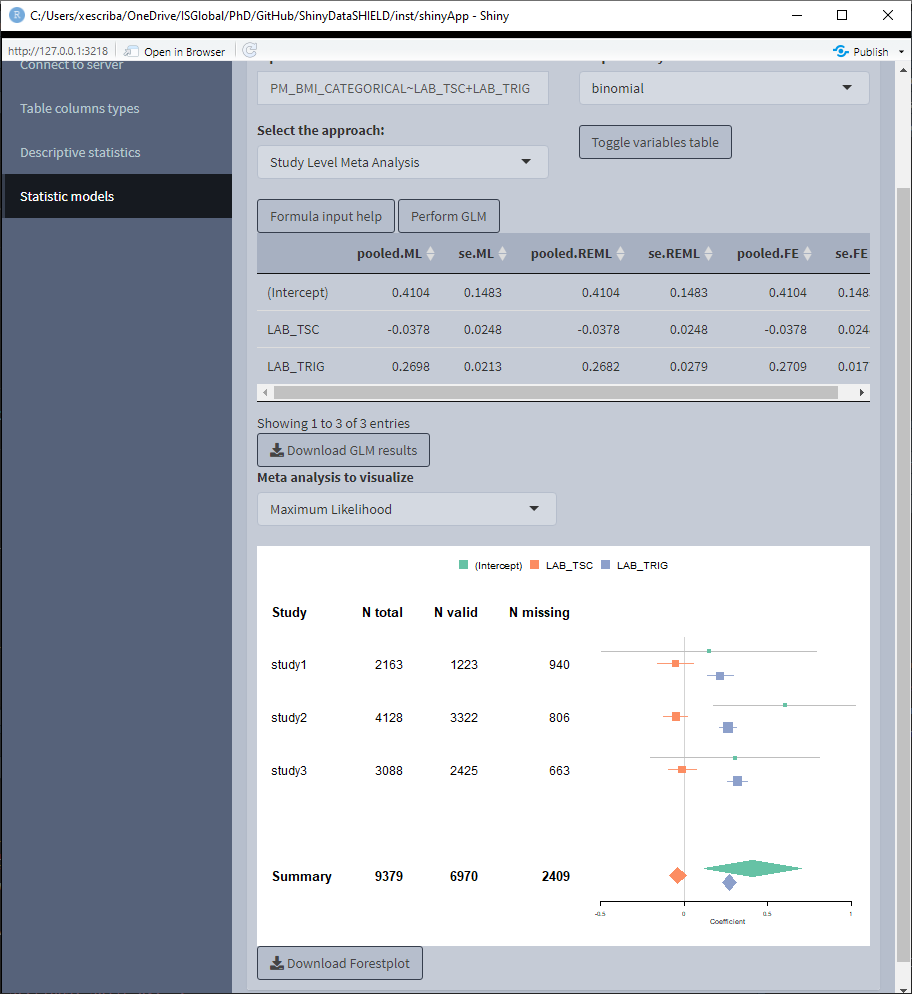 C:/Users/xescriba/OneDrive/ISGlobal/PhD/GitHub/ShinyDataSHIELD/inst/shinyApp - Shiny
http://127.0.0.1:3218 Open in Browser Publish
Connect to server
PM_BMI_CATEGORICAL~LAB_TSC+LAB_TRIG binomial
Table columns types
Select the approach: Toggle variables table
Descriptive statistics
Study Level Meta Analysis
Statistic models
Formula input help Perform GLM
pooled.ML se.ML pooled.REML se.REML pooled.FE se.FE
(Intercept) 0.4104 0.1483 0.4104 0.1483 0.4104 0.148
LAB_TSC -0.0378 0.0248 -0.0378 0.0248 -0.0378 0.024
LAB_TRIG 0.2698 0.0213 0.2682 0.0279 0.2709 0.017
Showing 1 to 3 of 3 entries
Download GLM results
Meta analysis to visualize
Maximum Likelihood
(Intercept) LAB_TSC LAB_TRIG
Study N total N valid N missing
study1 2163 1223 940
study2 4128 3322 806
study3 3088 2425 663
Summary 9379 6970 2409
-0.5 0 0.5 1
Coefficient
Download Forestplot